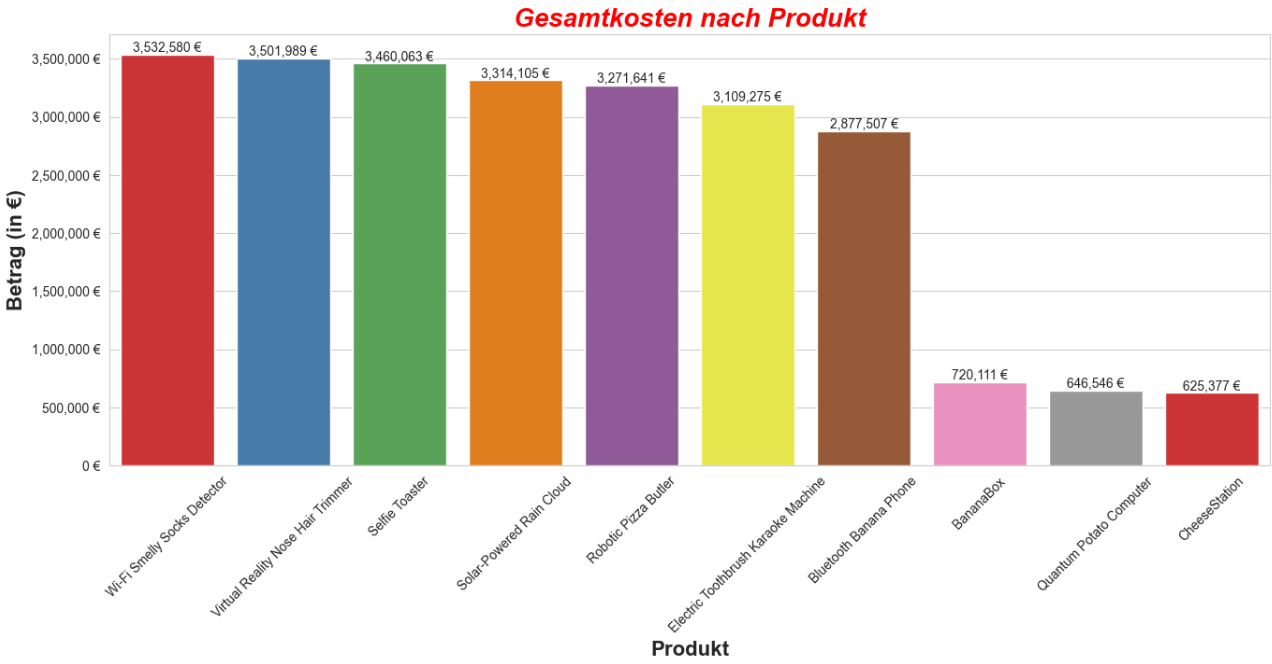 Gesamtkosten nach Produkt
Betrag (in €)
3,500,000 €
3,000,000 €
2,500,000 €
2,000,000 €
1,500,000 €
1,000,000 €
500,000 €
0 €
3,532,580 €
3,501,989 €
3,460,063 €
3,314,105 €
3,271,641 €
3,109,275 €
2,877,507 €
720,111 €
646,546 €
625,377 €
Wi-Fi Smelly Socks Detector
Virtual Reality Nose Hair Trimmer
Selfie Toaster
Solar-Powered Rain Cloud
Robotic Pizza Butler
Electric Toothbrush Karaoke Machine
Bluetooth Banana Phone
BananaBox
Quantum Potato Computer
CheeseStation
Produkt